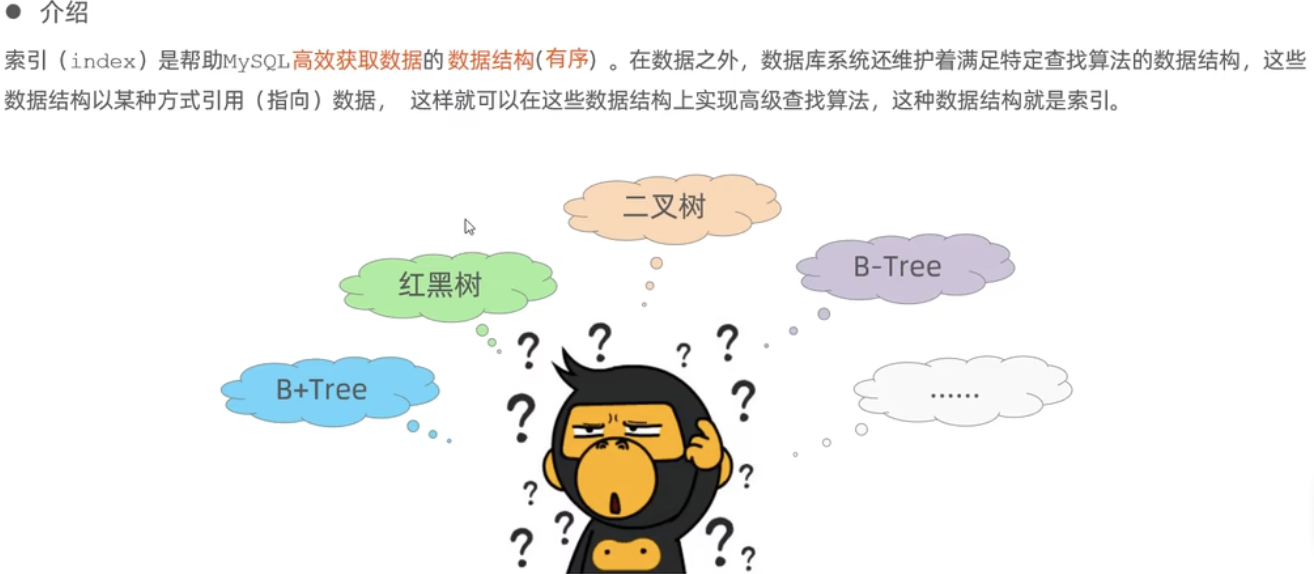 ● 介绍
索引（index）是帮助MySQL高效获取数据的数据结构(有序）。在数据之外，数据库系统还维护着满足特定查找算法的数据结构，这些
数据结构以某种方式引用（指向）数据， 这样就可以在这些数据结构上实现高级查找算法，这种数据结构就是索引。
二叉树
B-Tree
红黑树
B+Tree
······
? ? ? ?
? ?
? ?
? ? ? ?